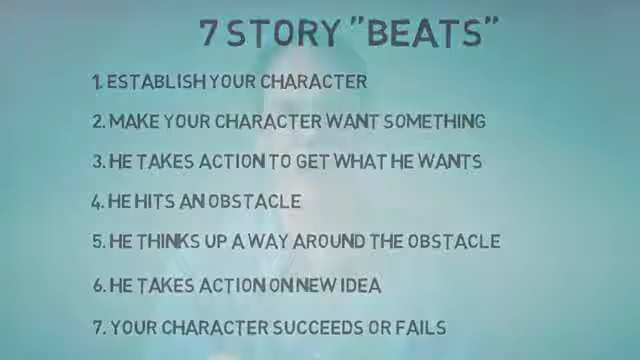 7 STORY "BEATS"
1. ESTABLISH YOUR CHARACTER
2. MAKE YOUR CHARACTER WANT SOMETHING
3. HE TAKES ACTION TO GET WHAT HE WANTS
4. HE HITS AN OBSTACLE
5. HE THINKS UP A WAY AROUND THE OBSTACLE
6. HE TAKES ACTION ON NEW IDEA
7. YOUR CHARACTER SUCCEEDS OR FAILS